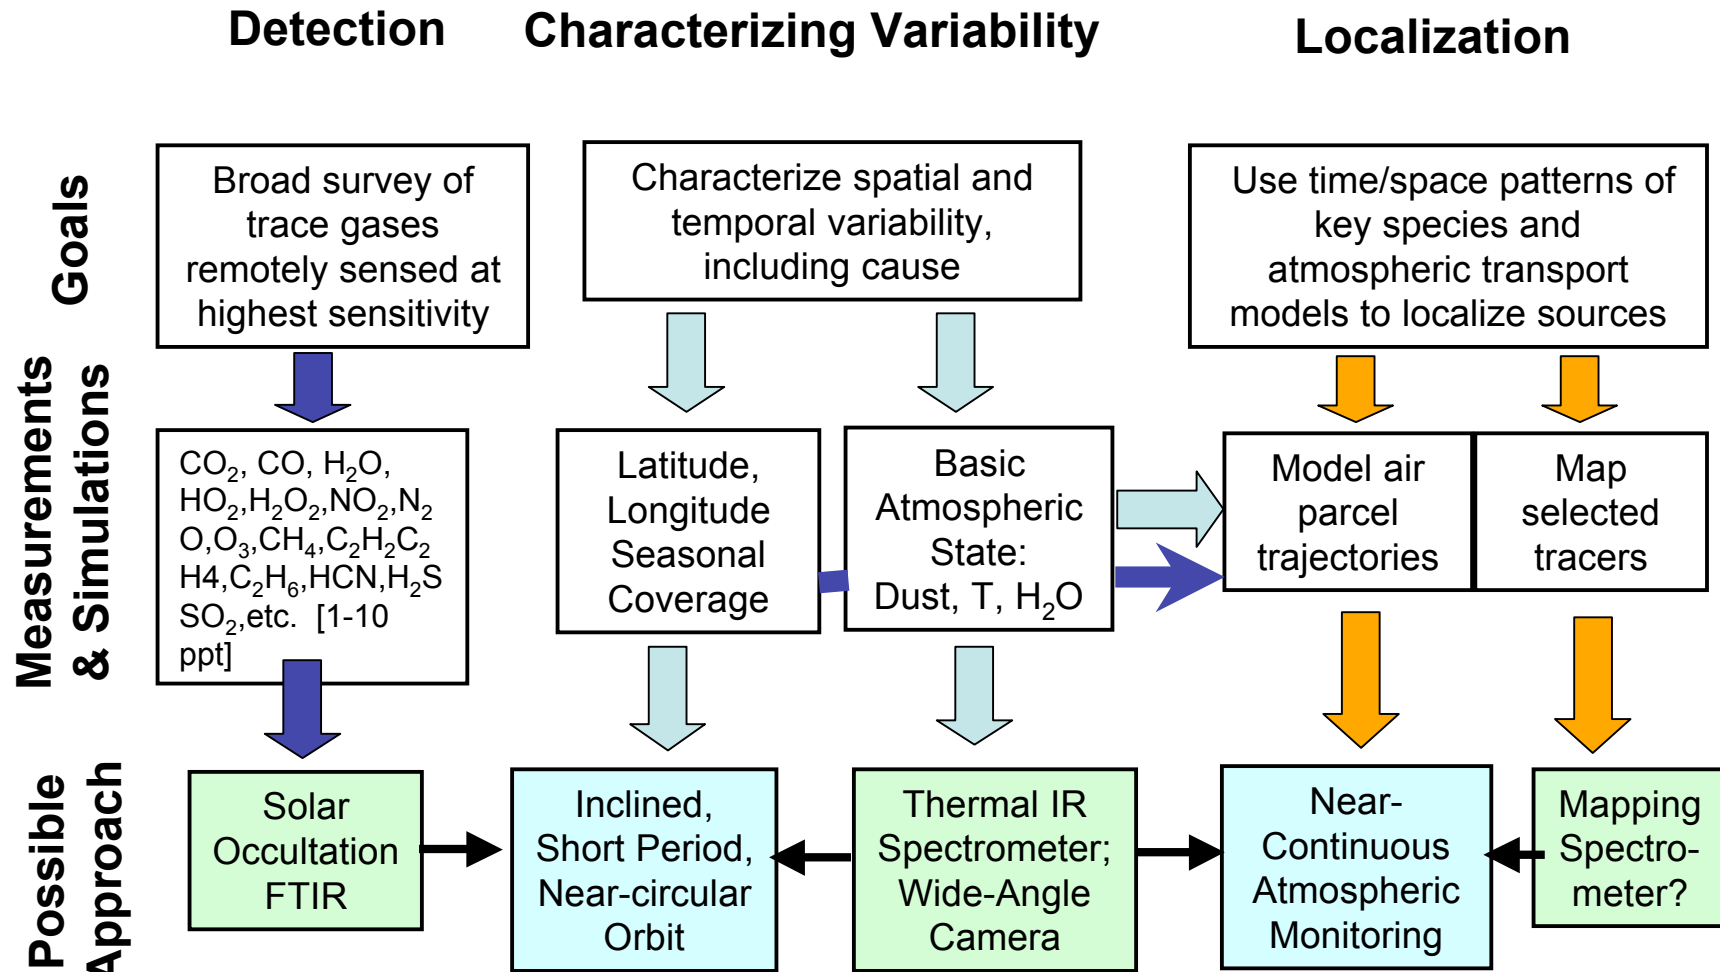 Detection
Characterizing Variability
Localization
Goals
Broad survey of
trace gases
remotely sensed at
highest sensitivity
Characterize spatial and
temporal variability,
including cause
Use time/space patterns of
key species and
atmospheric transport
models to localize sources
Measurements
& Simulations
CO₂, CO, H₂O,
HO₂,H₂O₂,NO₂,N₂
O,O₃,CH₄,C₂H₂C₂
H4,C₂H₆,HCN,H₂S
SO₂,etc. [1-10
ppt]
Latitude,
Longitude
Seasonal
Coverage
Basic
Atmospheric
State:
Dust, T, H₂O
Model air
parcel
trajectories
Map
selected
tracers
Possible
Approach
Solar
Occultation
FTIR
Inclined,
Short Period,
Near-circular
Orbit
Thermal IR
Spectrometer;
Wide-Angle
Camera
Near-
Continuous
Atmospheric
Monitoring
Mapping
Spectro-
meter?